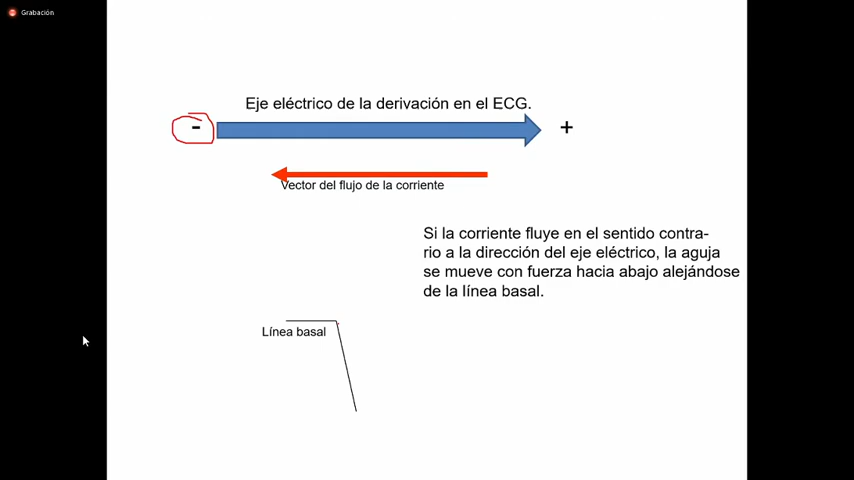 Grabación
Eje eléctrico de la derivación en el ECG.
- +
Vector del flujo de la corriente
Si la corriente fluye en el sentido contra-
rio a la dirección del eje eléctrico, la aguja
se mueve con fuerza hacia abajo alejándose
de la línea basal.
Línea basal